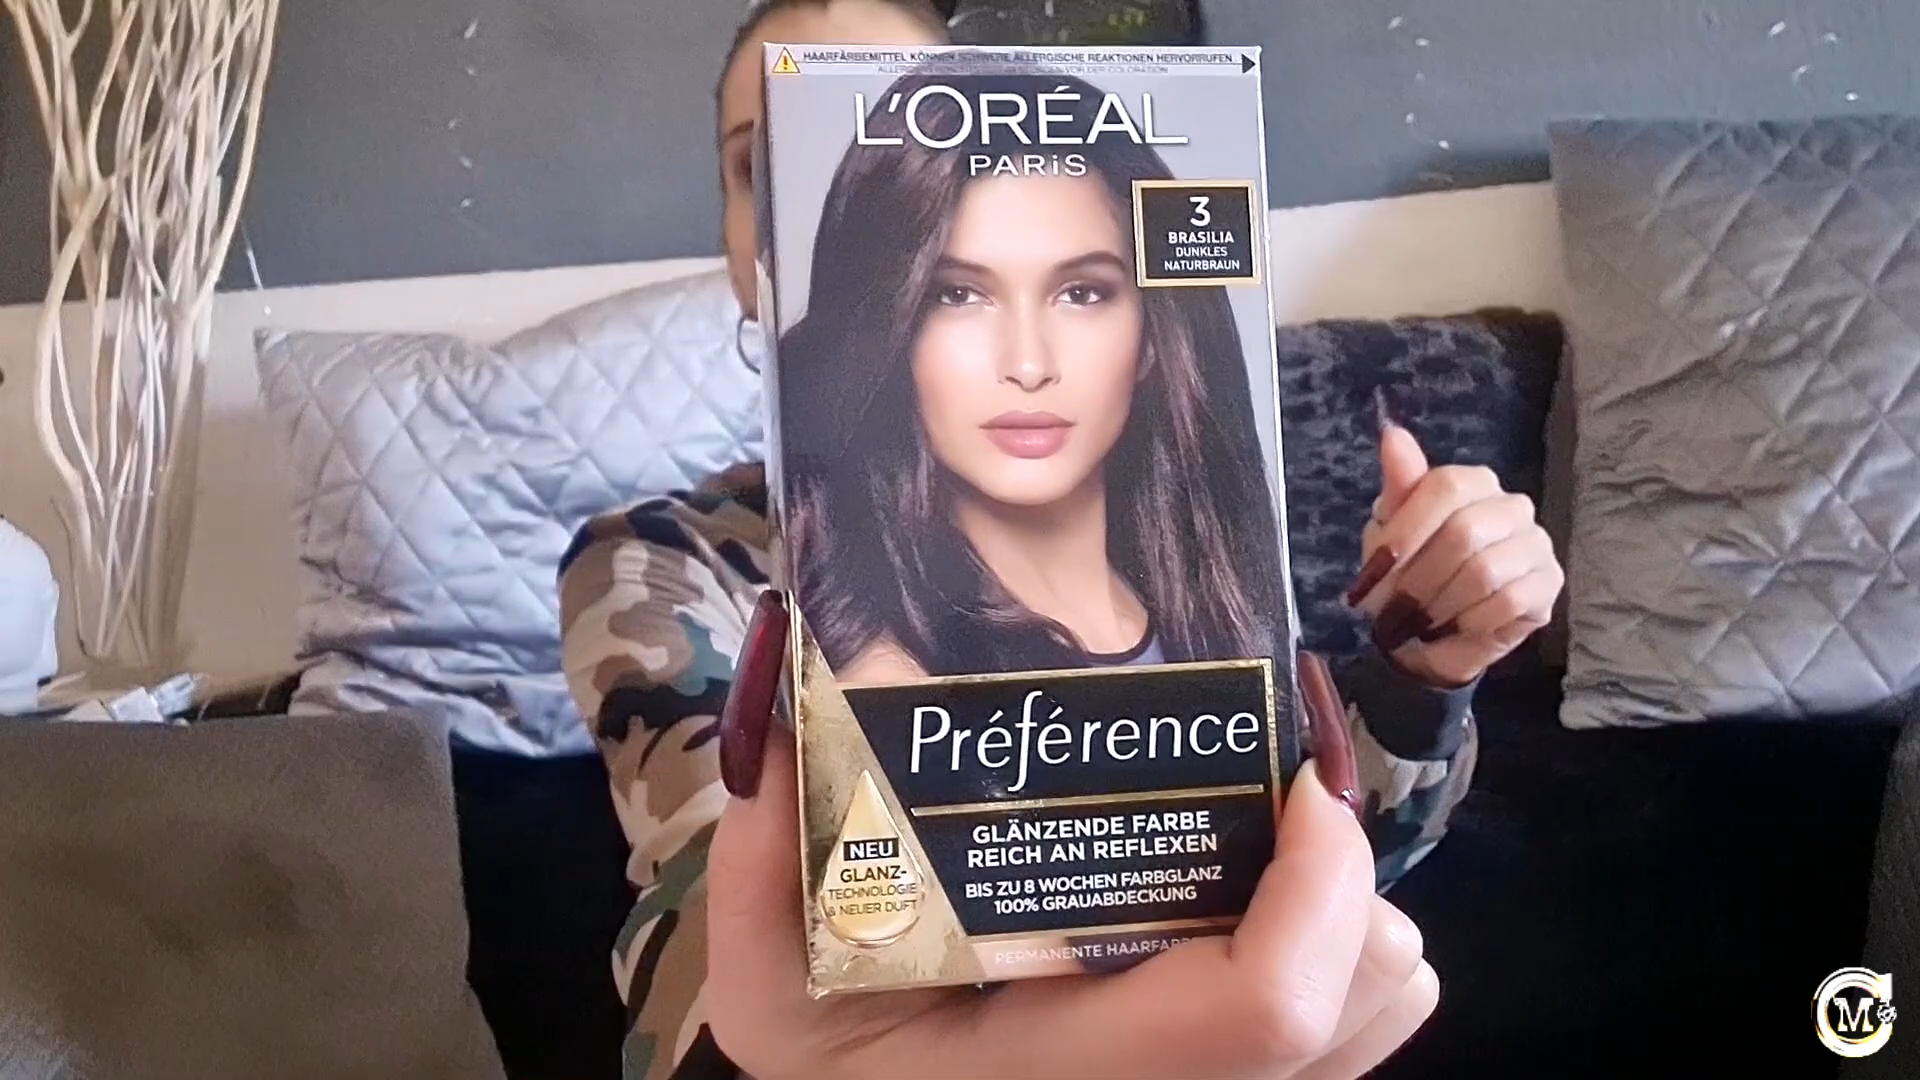 HAARFÄRBEMITTEL KÖNNEN SCHWERE ALLERGISCHE REAKTIONEN HERVORRUFEN
L'ORÉAL
PARiS
3
BRASILIA
DUNKLES
NATURBRAUN
Préférence
GLÄNZENDE FARBE
REICH AN REFLEXEN
BIS ZU 8 WOCHEN FARBGLANZ
100% GRAUABDECKUNG
NEU
GLANZ-
TECHNOLOGIE
& NEUER DUFT
PERMANENTE
CM